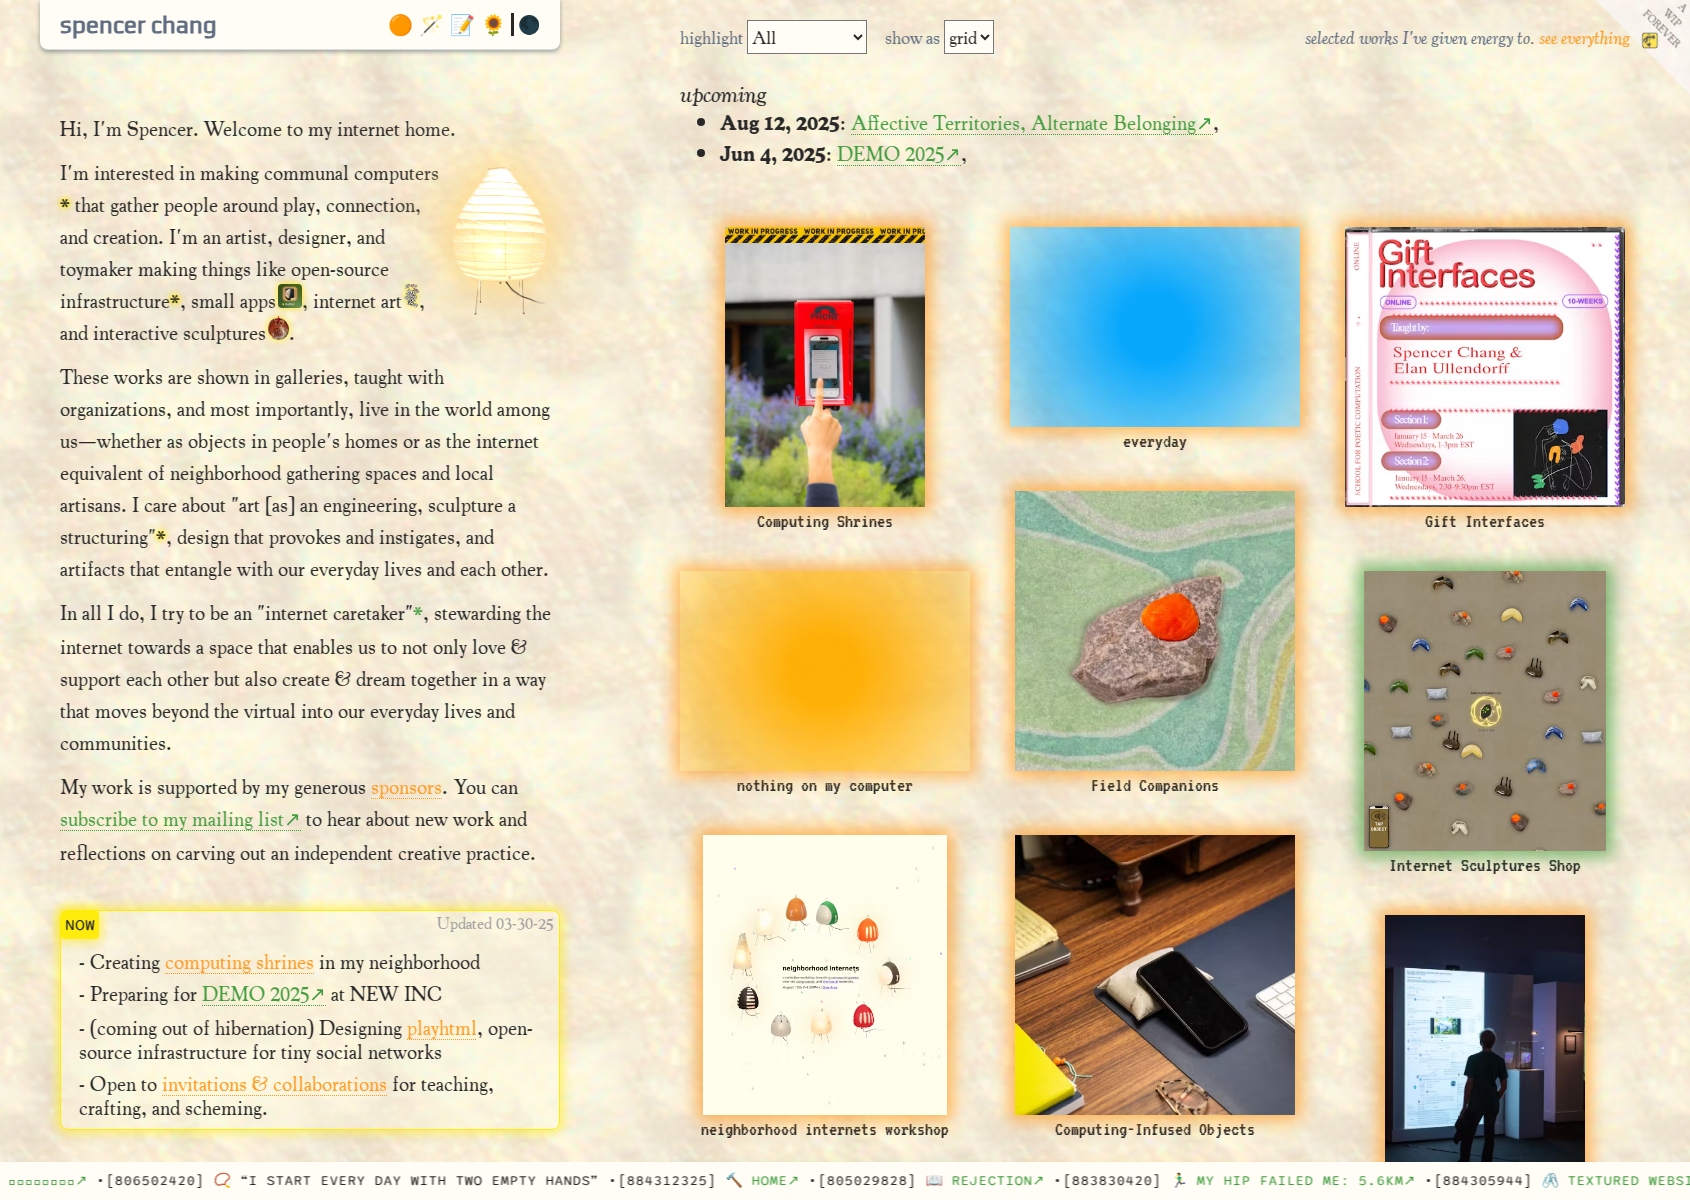 spencer chang
highlight All show as grid
selected works I've given energy to. see everything
A WIP FOREVER
Hi, I'm Spencer. Welcome to my internet home.
I'm interested in making communal computers
* that gather people around play, connection,
and creation. I'm an artist, designer, and
toymaker making things like open-source
infrastructure*, small apps, internet art,
and interactive sculptures.
These works are shown in galleries, taught with
organizations, and most importantly, live in the world among
us—whether as objects in people's homes or as the internet
equivalent of neighborhood gathering spaces and local
artisans. I care about "art [as] an engineering, sculpture a
structuring"*, design that provokes and instigates, and
artifacts that entangle with our everyday lives and each other.
In all I do, I try to be an "internet caretaker"*, stewarding the
internet towards a space that enables us to not only love &
support each other but also create & dream together in a way
that moves beyond the virtual into our everyday lives and
communities.
My work is supported by my generous sponsors. You can
subscribe to my mailing list↗ to hear about new work and
reflections on carving out an independent creative practice.
NOW
Updated 03-30-25
- Creating computing shrines in my neighborhood
- Preparing for DEMO 2025↗ at NEW INC
- (coming out of hibernation) Designing playhtml, open-
source infrastructure for tiny social networks
- Open to invitations & collaborations for teaching,
crafting, and scheming.
upcoming
• Aug 12, 2025: Affective Territories, Alternate Belonging↗,
• Jun 4, 2025: DEMO 2025↗,
WORK IN PROGRESS WORK IN PROGRESS WORK IN PRO
PHONE
Computing Shrines
everyday
ONLINE
SCHOOL FOR POETIC COMPUTATION
Gift
Interfaces
ONLINE
10-WEEKS
Taught by:
Spencer Chang &
Elan Ullendorff
Section 1:
January 15 - March 26
Wednesdays, 1-3pm EST
Section 2:
January 15 - March 26,
Wednesdays, 7:30-9:30pm EST
Gift Interfaces
nothing on my computer
Field Companions
TAP
OBJECT
Internet Sculptures Shop
neighborhood internets
neighborhood internets workshop
Computing-Infused Objects
↗ •[806502420] “I START EVERY DAY WITH TWO EMPTY HANDS” •[884312325] HOME↗ •[805029828] REJECTION↗ •[883830420] MY HIP FAILED ME: 5.6KM↗ •[884305944] TEXTURED WEBSI